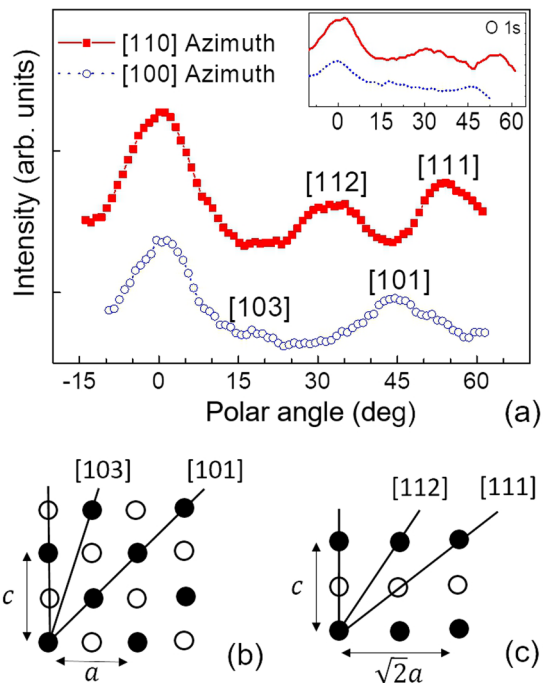 [110] Azimuth
[100] Azimuth
O 1s
0 15 30 45 60
Intensity (arb. units)
[112]
[111]
[103]
[101]
-15 0 15 30 45 60
Polar angle (deg)
(a)
[103]
[101]
c
a
(b)
[112]
[111]
c
√2a
(c)